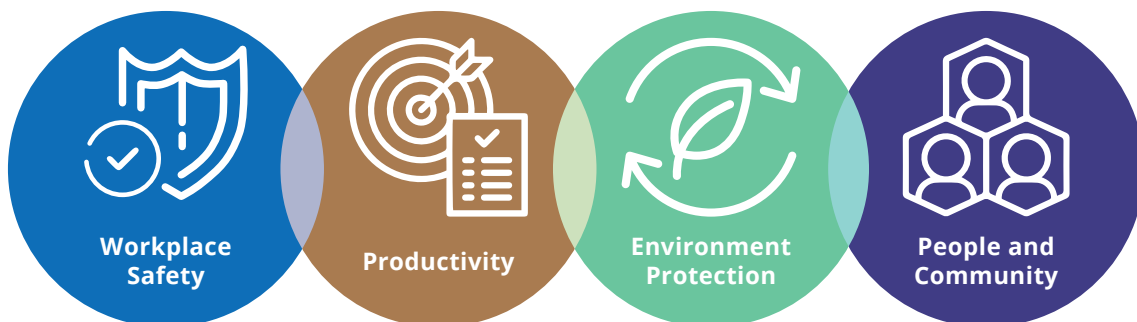 Workplace
Safety
Productivity
Environment
Protection
People and
Community